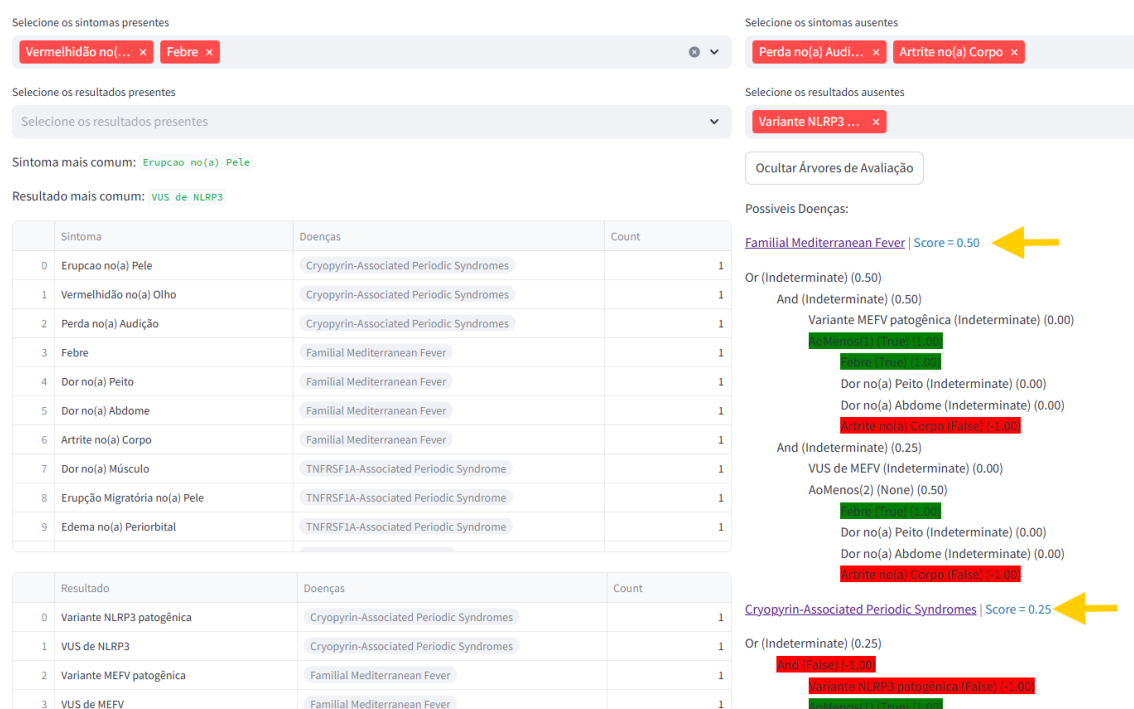 Selecione os sintomas presentes
Vermelhidão no(... × Febre ×
Selecione os resultados presentes
Selecione os resultados presentes
Sintoma mais comum: Erupcao no(a) Pele
Resultado mais comum: VUS de NLRP3
Sintoma Doenças Count
0 Erupcao no(a) Pele Cryopyrin-Associated Periodic Syndromes 1
1 Vermelhidão no(a) Olho Cryopyrin-Associated Periodic Syndromes 1
2 Perda no(a) Audição Cryopyrin-Associated Periodic Syndromes 1
3 Febre Familial Mediterranean Fever 1
4 Dor no(a) Peito Familial Mediterranean Fever 1
5 Dor no(a) Abdome Familial Mediterranean Fever 1
6 Artrite no(a) Corpo Familial Mediterranean Fever 1
7 Dor no(a) Músculo TNFRSF1A-Associated Periodic Syndrome 1
8 Erupção Migratória no(a) Pele TNFRSF1A-Associated Periodic Syndrome 1
9 Edema no(a) Periorbital TNFRSF1A-Associated Periodic Syndrome 1
Resultado Doenças Count
0 Variante NLRP3 patogênica Cryopyrin-Associated Periodic Syndromes 1
1 VUS de NLRP3 Cryopyrin-Associated Periodic Syndromes 1
2 Variante MEFV patogênica Familial Mediterranean Fever 1
3 VUS de MEFV Familial Mediterranean Fever 1
Selecione os sintomas ausentes
Perda no(a) Audi... × Artrite no(a) Corpo ×
Selecione os resultados ausentes
Variante NLRP3 ... ×
Ocultar Árvores de Avaliação
Possiveis Doenças:
Familial Mediterranean Fever | Score = 0.50
Or (Indeterminate) (0.50)
And (Indeterminate) (0.50)
Variante MEFV patogênica (Indeterminate) (0.00)
AoMenos(1) (True) (1.00)
Febre (True) (1.00)
Dor no(a) Peito (Indeterminate) (0.00)
Dor no(a) Abdome (Indeterminate) (0.00)
Artrite no(a) Corpo (False) (-1.00)
And (Indeterminate) (0.25)
VUS de MEFV (Indeterminate) (0.00)
AoMenos(2) (None) (0.50)
Febre (True) (1.00)
Dor no(a) Peito (Indeterminate) (0.00)
Dor no(a) Abdome (Indeterminate) (0.00)
Artrite no(a) Corpo (False) (-1.00)
Cryopyrin-Associated Periodic Syndromes | Score = 0.25
Or (Indeterminate) (0.25)
And (False) (-1.00)
Variante NLRP3 patogênica (False) (-1.00)
AoMenos(1) (True) (1.00)